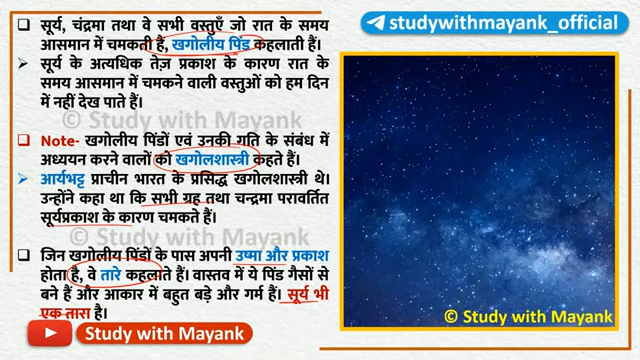 सूर्य, चंद्रमा तथा वे सभी वस्तुएँ जो रात के समय
आसमान में चमकती हैं, खगोलीय पिंड कहलाती हैं।
सूर्य के अत्यधिक तेज़ प्रकाश के कारण रात के
समय आसमान में चमकने वाली वस्तुओं को हम दिन
में नहीं देख पाते हैं।
© Study with Mayank
Note- खगोलीय पिंडों एवं उनकी गति के संबंध में
अध्ययन करने वालों को खगोलशास्त्री कहते हैं।
आर्यभट्ट प्राचीन भारत के प्रसिद्ध खगोलशास्त्री थे।
उन्होंने कहा था कि सभी ग्रह तथा चन्द्रमा परावर्तित
सूर्यप्रकाश के कारण चमकते हैं।
© Study with Mayank
जिन खगोलीय पिंडों के पास अपनी उष्मा और प्रकाश
होता है, वे तारे कहलाते हैं। वास्तव में ये पिंड गैसों से
बने हैं और आकार में बहुत बड़े और गर्म हैं। सूर्य भी
एक तारा है।
Study with Mayank
studywithmayank_official
© Study with Mayank